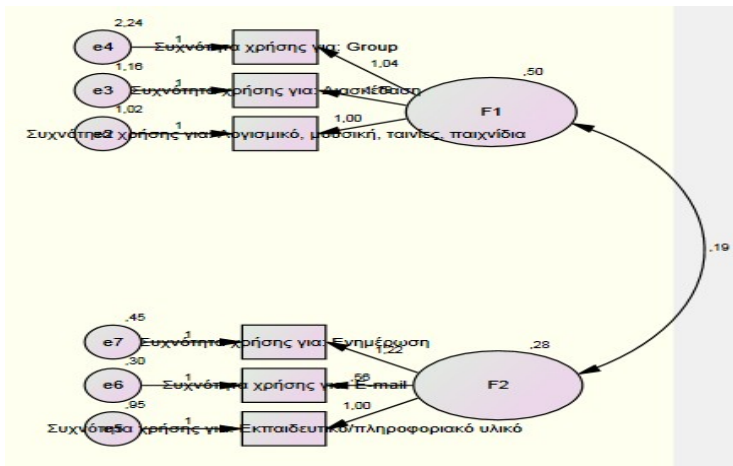 2,24
e4
1
Συχνότητα χρήσης για: Group
1,04
,50
1,16
e3
1
Συχνότητα χρήσης για: Διασκέδαση
F1
1,02
e2
1
1,00
Συχνότητα χρήσης για: Λογισμικό, μουσική, ταινίες, παιχνίδια
,19
,45
e7
1
Συχνότητα χρήσης για: Ενημέρωση
1,22
,28
,30
e6
1
Συχνότητα χρήσης για: E-mail
,56
F2
,95
e5
1
1,00
Συχνότητα χρήσης για: Εκπαιδευτικό/πληροφοριακό υλικό